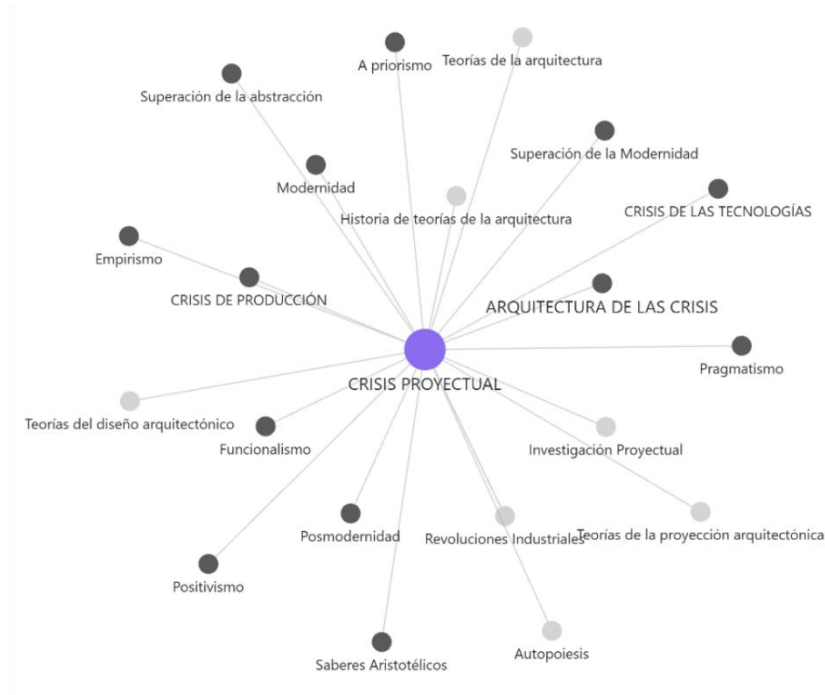 A priorismo
Teorías de la arquitectura
Superación de la abstracción
Superación de la Modernidad
Modernidad
Historia de teorías de la arquitectura
CRISIS DE LAS TECNOLOGÍAS
Empirismo
CRISIS DE PRODUCCIÓN
ARQUITECTURA DE LAS CRISIS
Pragmatismo
CRISIS PROYECTUAL
Teorías del diseño arquitectónico
Funcionalismo
Investigación Proyectual
Posmodernidad
Revoluciones Industriales
Teorías de la proyección arquitectónica
Positivismo
Saberes Aristotélicos
Autopoiesis